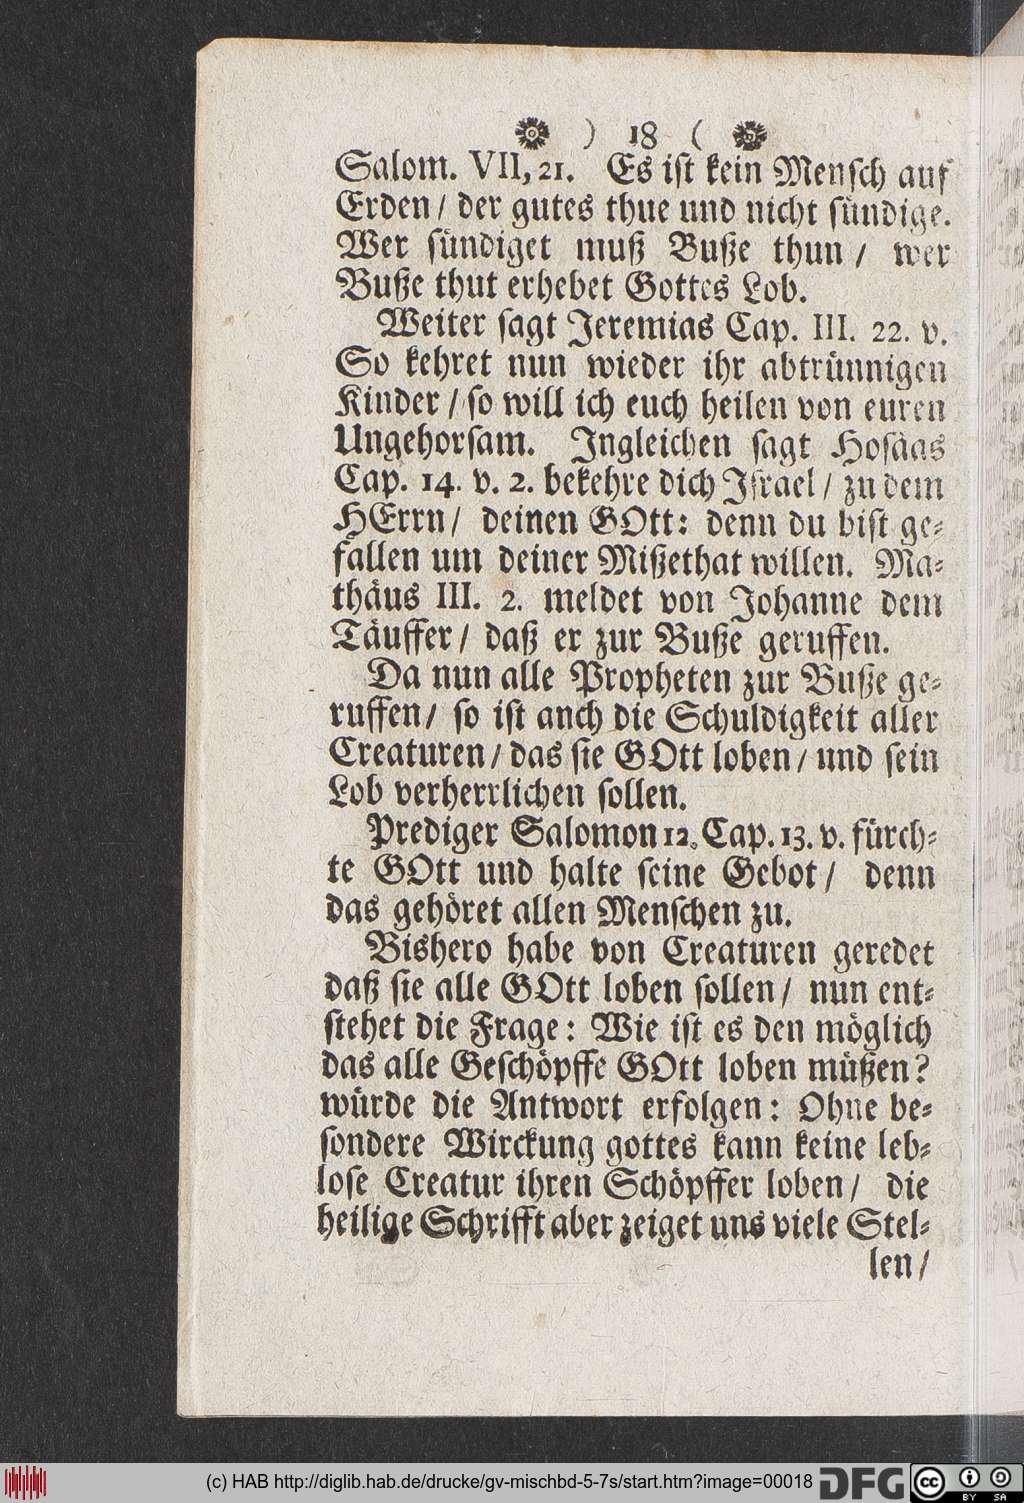 ) 18 (
Salom. VII, 21. Es ist kein Mensch auf
Erden / der gutes thue und nicht sündige.
Wer sündiget muß Buße thun / wer
Buße thut erhebet Gottes Lob.
Weiter sagt Jeremias Cap. III. 22. v.
So kehret nun wieder ihr abtrünnigen
Kinder / so will ich euch heilen von euren
Ungehorsam. Ingleichen sagt Hosäas
Cap. 14. v. 2. bekehre dich Israel / zu dem
HErrn / deinen GOtt: denn du bist ge-
fallen um deiner Mißethat willen. Ma-
thäus III. 2. meldet von Johanne dem
Täuffer / daß er zur Buße geruffen.
Da nun alle Propheten zur Buße ge-
ruffen / so ist anch die Schuldigkeit aller
Creaturen / das sie GOtt loben / und sein
Lob verherrlichen sollen.
Prediger Salomon 12. Cap. 13. v. fürch-
te GOtt und halte seine Gebot / denn
das gehöret allen Menschen zu.
Bishero habe von Creaturen geredet
daß sie alle GOtt loben sollen / nun ent-
stehet die Frage: Wie ist es den möglich
das alle Geschöpffe GOtt loben müßen?
würde die Antwort erfolgen: Ohne be-
sondere Wirckung gottes kann keine leb-
lose Creatur ihren Schöpffer loben / die
heilige Schrifft aber zeiget uns viele Stel-
len /
(c) HAB http://diglib.hab.de/drucke/gv-mischbd-5-7s/start.htm?image=00018 DFG cc BY SA